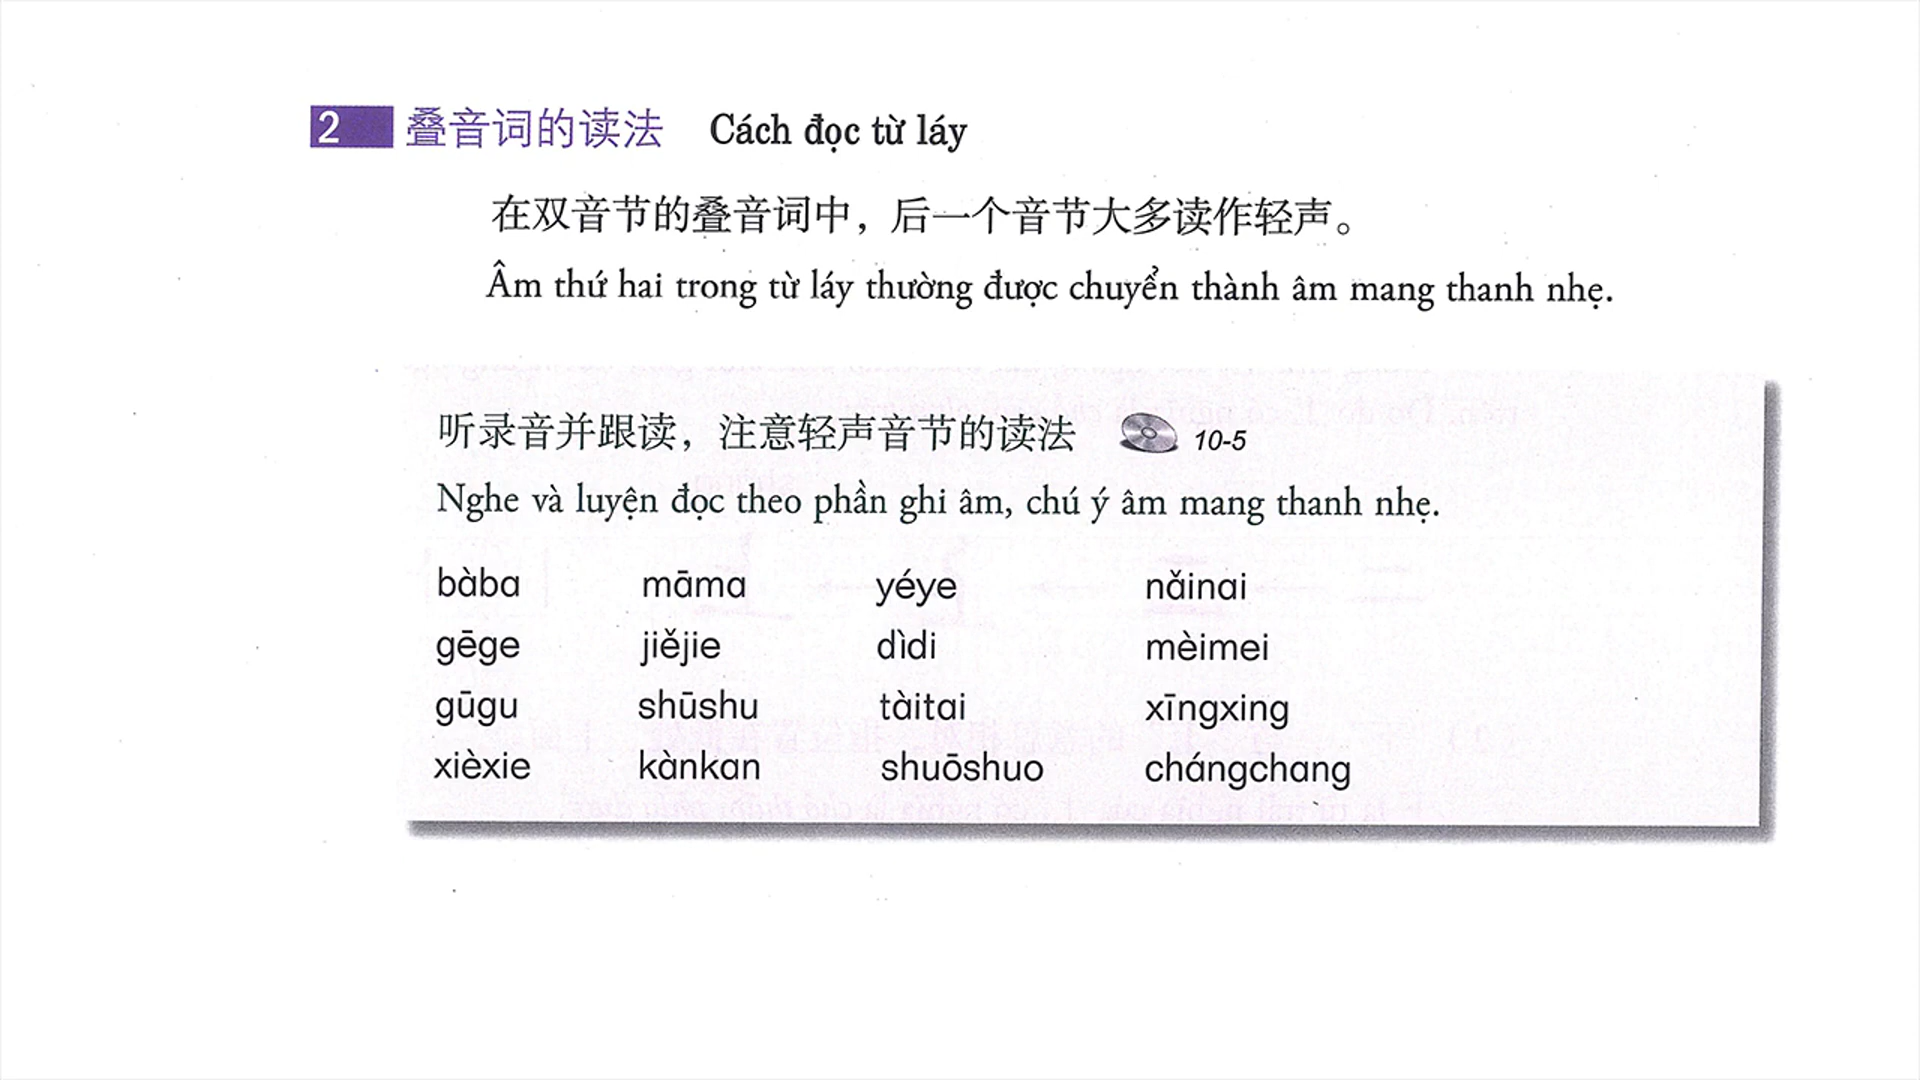 2 叠音词的读法 Cách đọc từ láy
在双音节的叠音词中，后一个音节大多读作轻声。
Âm thứ hai trong từ láy thường được chuyển thành âm mang thanh nhẹ.
听录音并跟读，注意轻声音节的读法 10-5
Nghe và luyện đọc theo phần ghi âm, chú ý âm mang thanh nhẹ.
bàba māma yéye nǎinai
gēge jiějie dìdi mèimei
gūgu shūshu tàitai xīngxing
xièxie kànkan shuōshuo chángchang